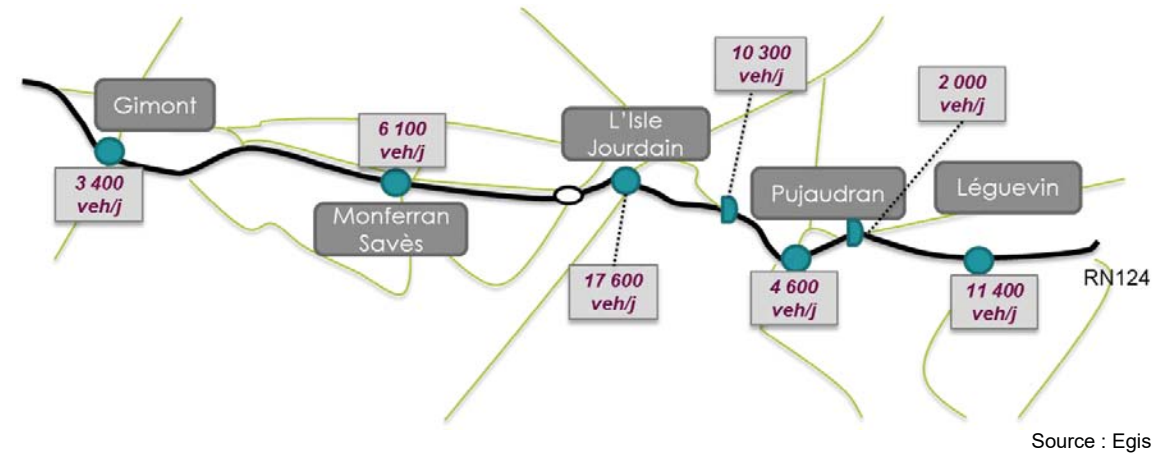 10 300
veh/j
2 000
veh/j
Gimont
6 100
veh/j
L'Isle
Jourdain
3 400
veh/j
Monferran
Savès
Pujaudran
Léguevin
17 600
veh/j
4 600
veh/j
11 400
veh/j
RN124
Source : Egis